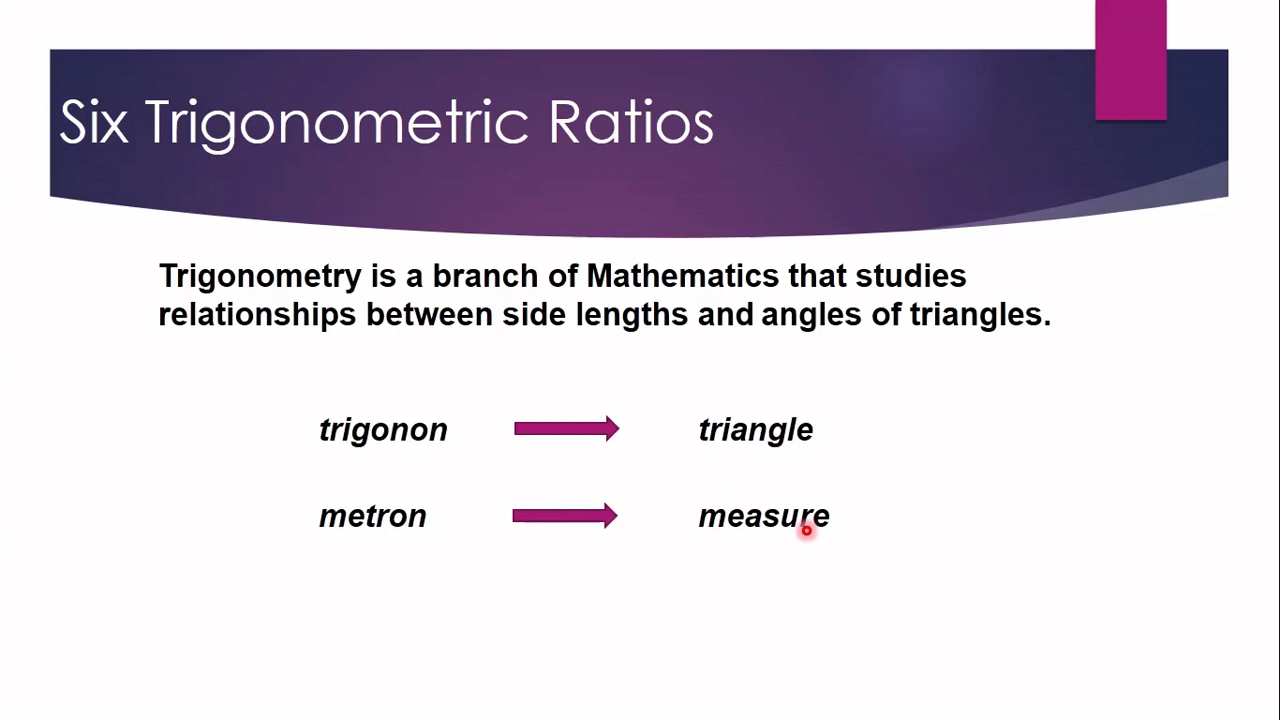 Six Trigonometric Ratios
Trigonometry is a branch of Mathematics that studies
relationships between side lengths and angles of triangles.
trigonon triangle
metron measure